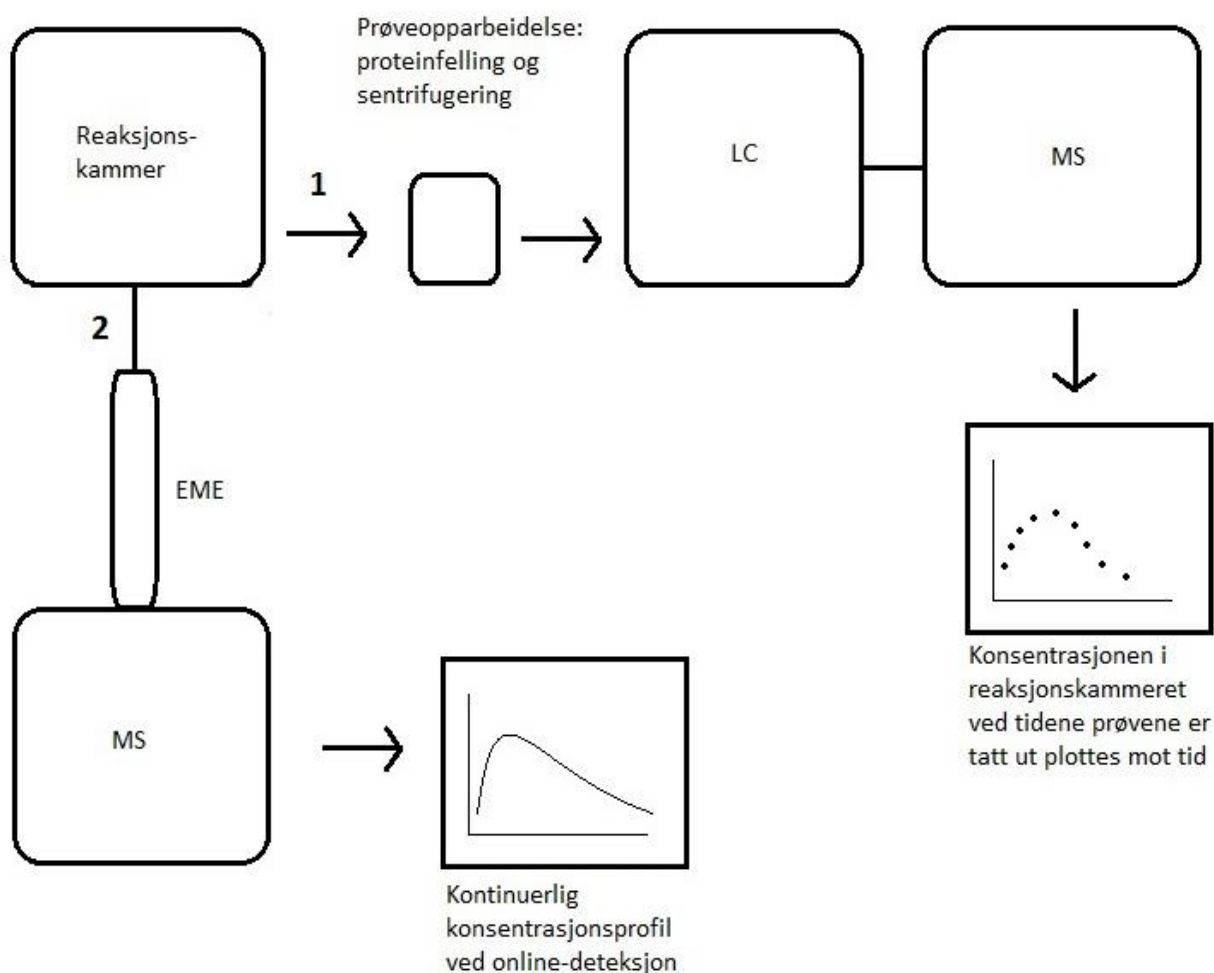 Prøveopparbeidelse:
proteinfelling og
sentrifugering
Reaksjons-
kammer
1
LC
MS
2
EME
MS
Konsentrasjonen i
reaksjonskammeret
ved tidene prøvene er
tatt ut plottes mot tid
Kontinuerlig
konsentrasjonsprofil
ved online-deteksjon